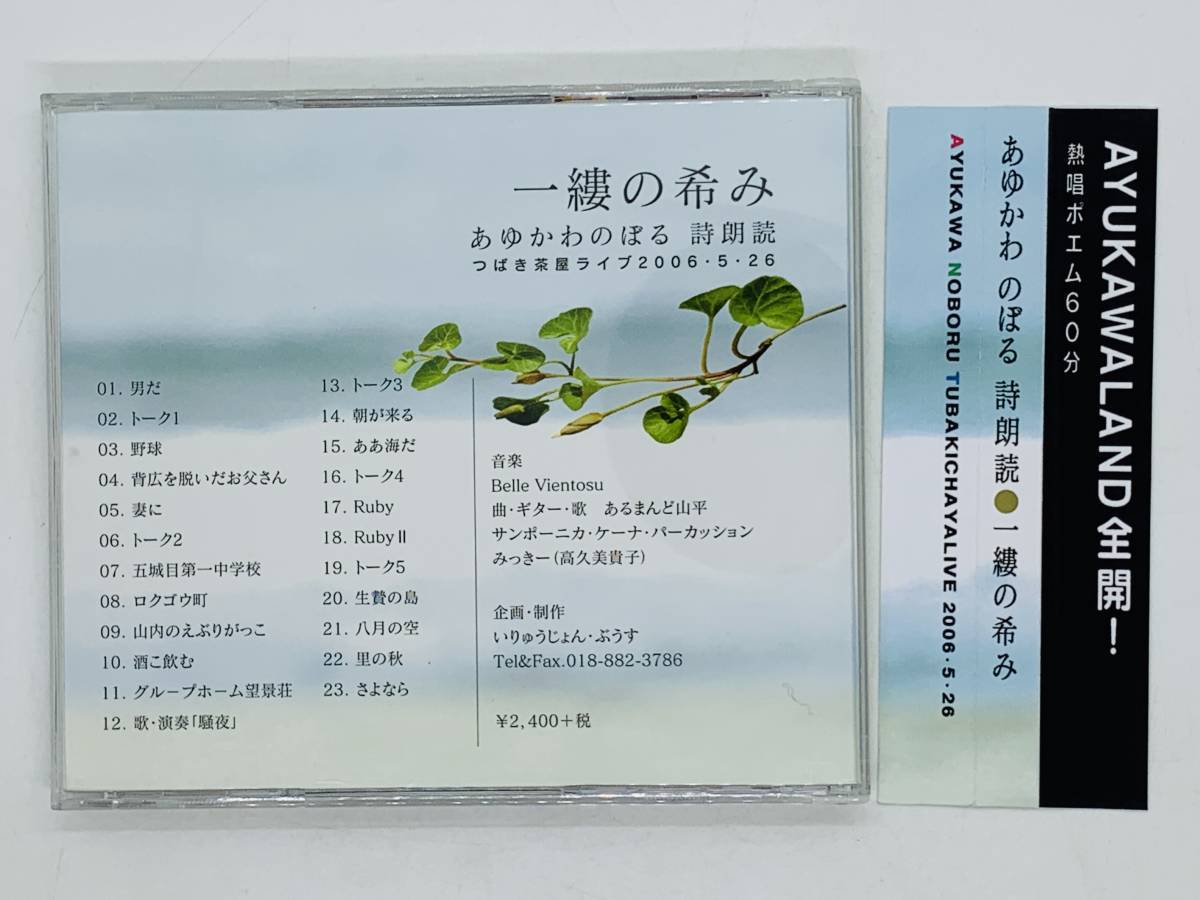 一縷の希み
あゆかわのぼる 詩朗読
つばき茶屋ライブ2006・5・26
01. 男だ
02. トーク1
03. 野球
04. 背広を脱いだお父さん
05. 妻に
06. トーク2
07. 五城目第一中学校
08. ロクゴウ町
09. 山内のえぶりがっこ
10. 酒こ飲む
11. グループホーム望景荘
12. 歌・演奏「騒夜」
13. トーク3
14. 朝が来る
15. ああ海だ
16. トーク4
17. Ruby
18. RubyⅡ
19. トーク5
20. 生贄の島
21. 八月の空
22. 里の秋
23. さよなら
音楽
Belle Vientosu
曲・ギター・歌 あるまんど山平
サンポーニカ・ケーナ・パーカッション
みっきー(高久美貴子)
企画・制作
いりゅうじょん・ぶうす
Tel&Fax.018-882-3786
¥2,400+税
AYUKAWALAND全開!
熱唱ポエム60分
あゆかわ のぼる 詩朗読●一縷の希み
AYUKAWA NOBORU TUBAKICHAYALIVE 2006・5・26